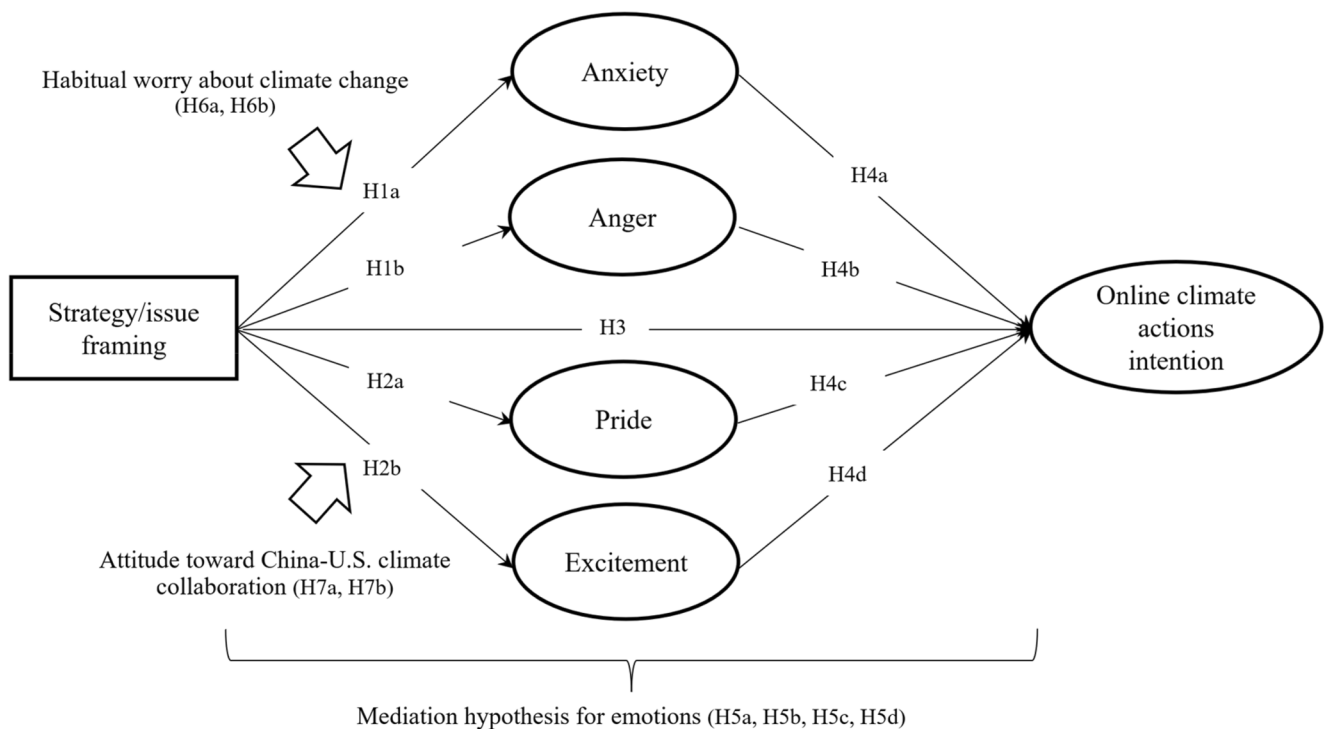 Anxiety
Habitual worry about climate change
(H6a, H6b)
H1a
H4a
Anger
H1b
H4b
Strategy/issue
framing
H3
Online climate
actions
intention
H2a
H4c
Pride
H2b
H4d
Attitude toward China-U.S. climate
collaboration (H7a, H7b)
Excitement
Mediation hypothesis for emotions (H5a, H5b, H5c, H5d)